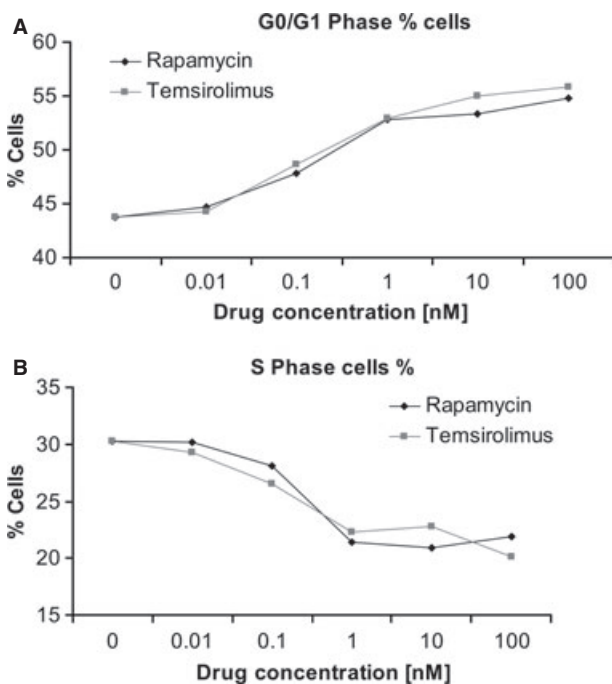 A
G0/G1 Phase % cells
60
55
50
45
40
% Cells
Rapamycin
Temsirolimus
0 0.01 0.1 1 10 100
Drug concentration [nM]
B
S Phase cells %
35
30
25
20
15
% Cells
Rapamycin
Temsirolimus
0 0.01 0.1 1 10 100
Drug concentration [nM]